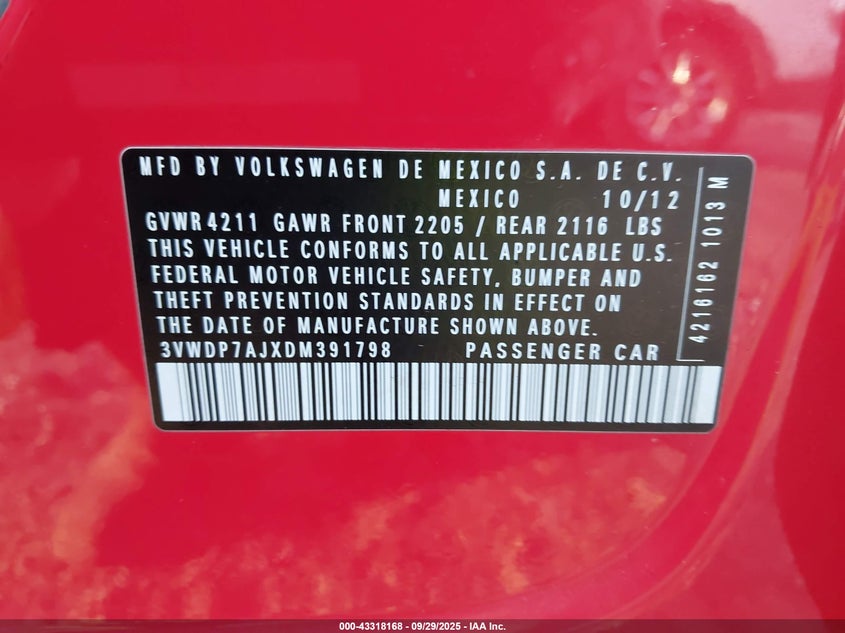 MFD BY VOLKSWAGEN DE MEXICO S.A. DE C.V.
MEXICO 10/12
GVWR 4211 GAWR FRONT 2205 / REAR 2116 LBS
THIS VEHICLE CONFORMS TO ALL APPLICABLE U.S.
FEDERAL MOTOR VEHICLE SAFETY, BUMPER AND
THEFT PREVENTION STANDARDS IN EFFECT ON
THE DATE OF MANUFACTURE SHOWN ABOVE.
3VWDP7AJXDM391798 PASSENGER CAR
4216162 1013 M
000-43318168 - 09/29/2025 - IAA Inc.